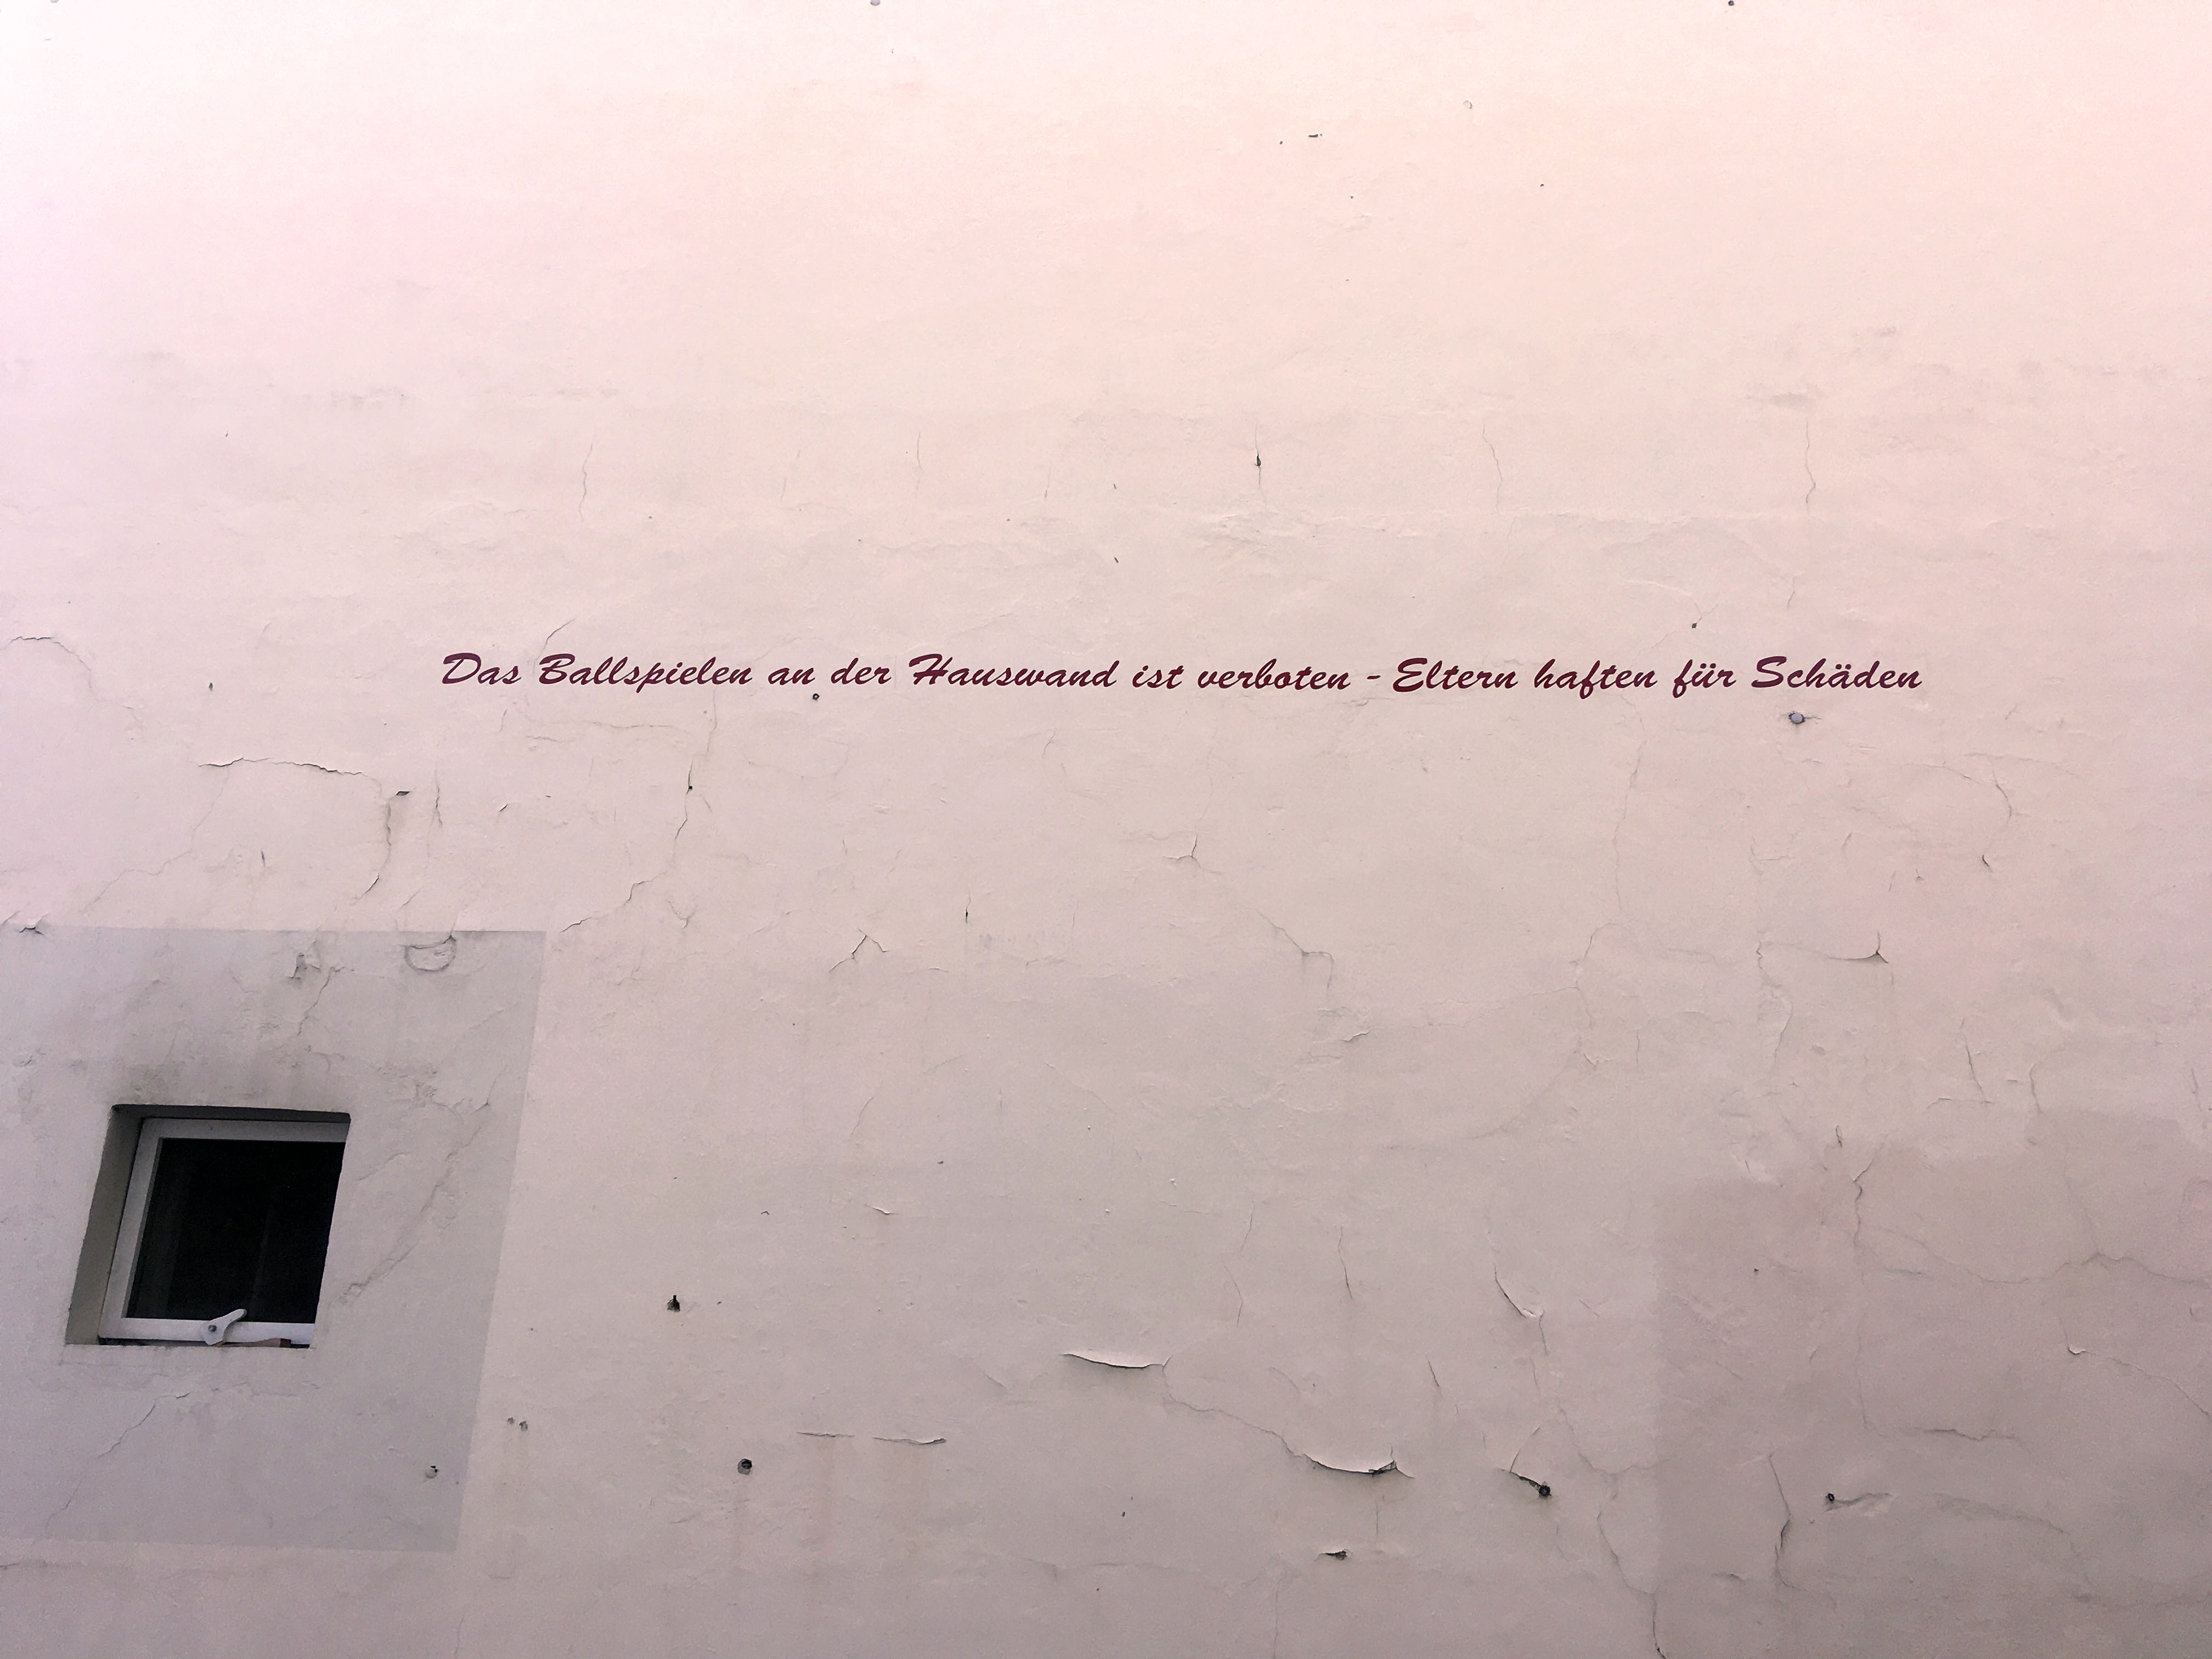 Das Ballspielen an der Hauswand ist verboten - Eltern haften für Schäden